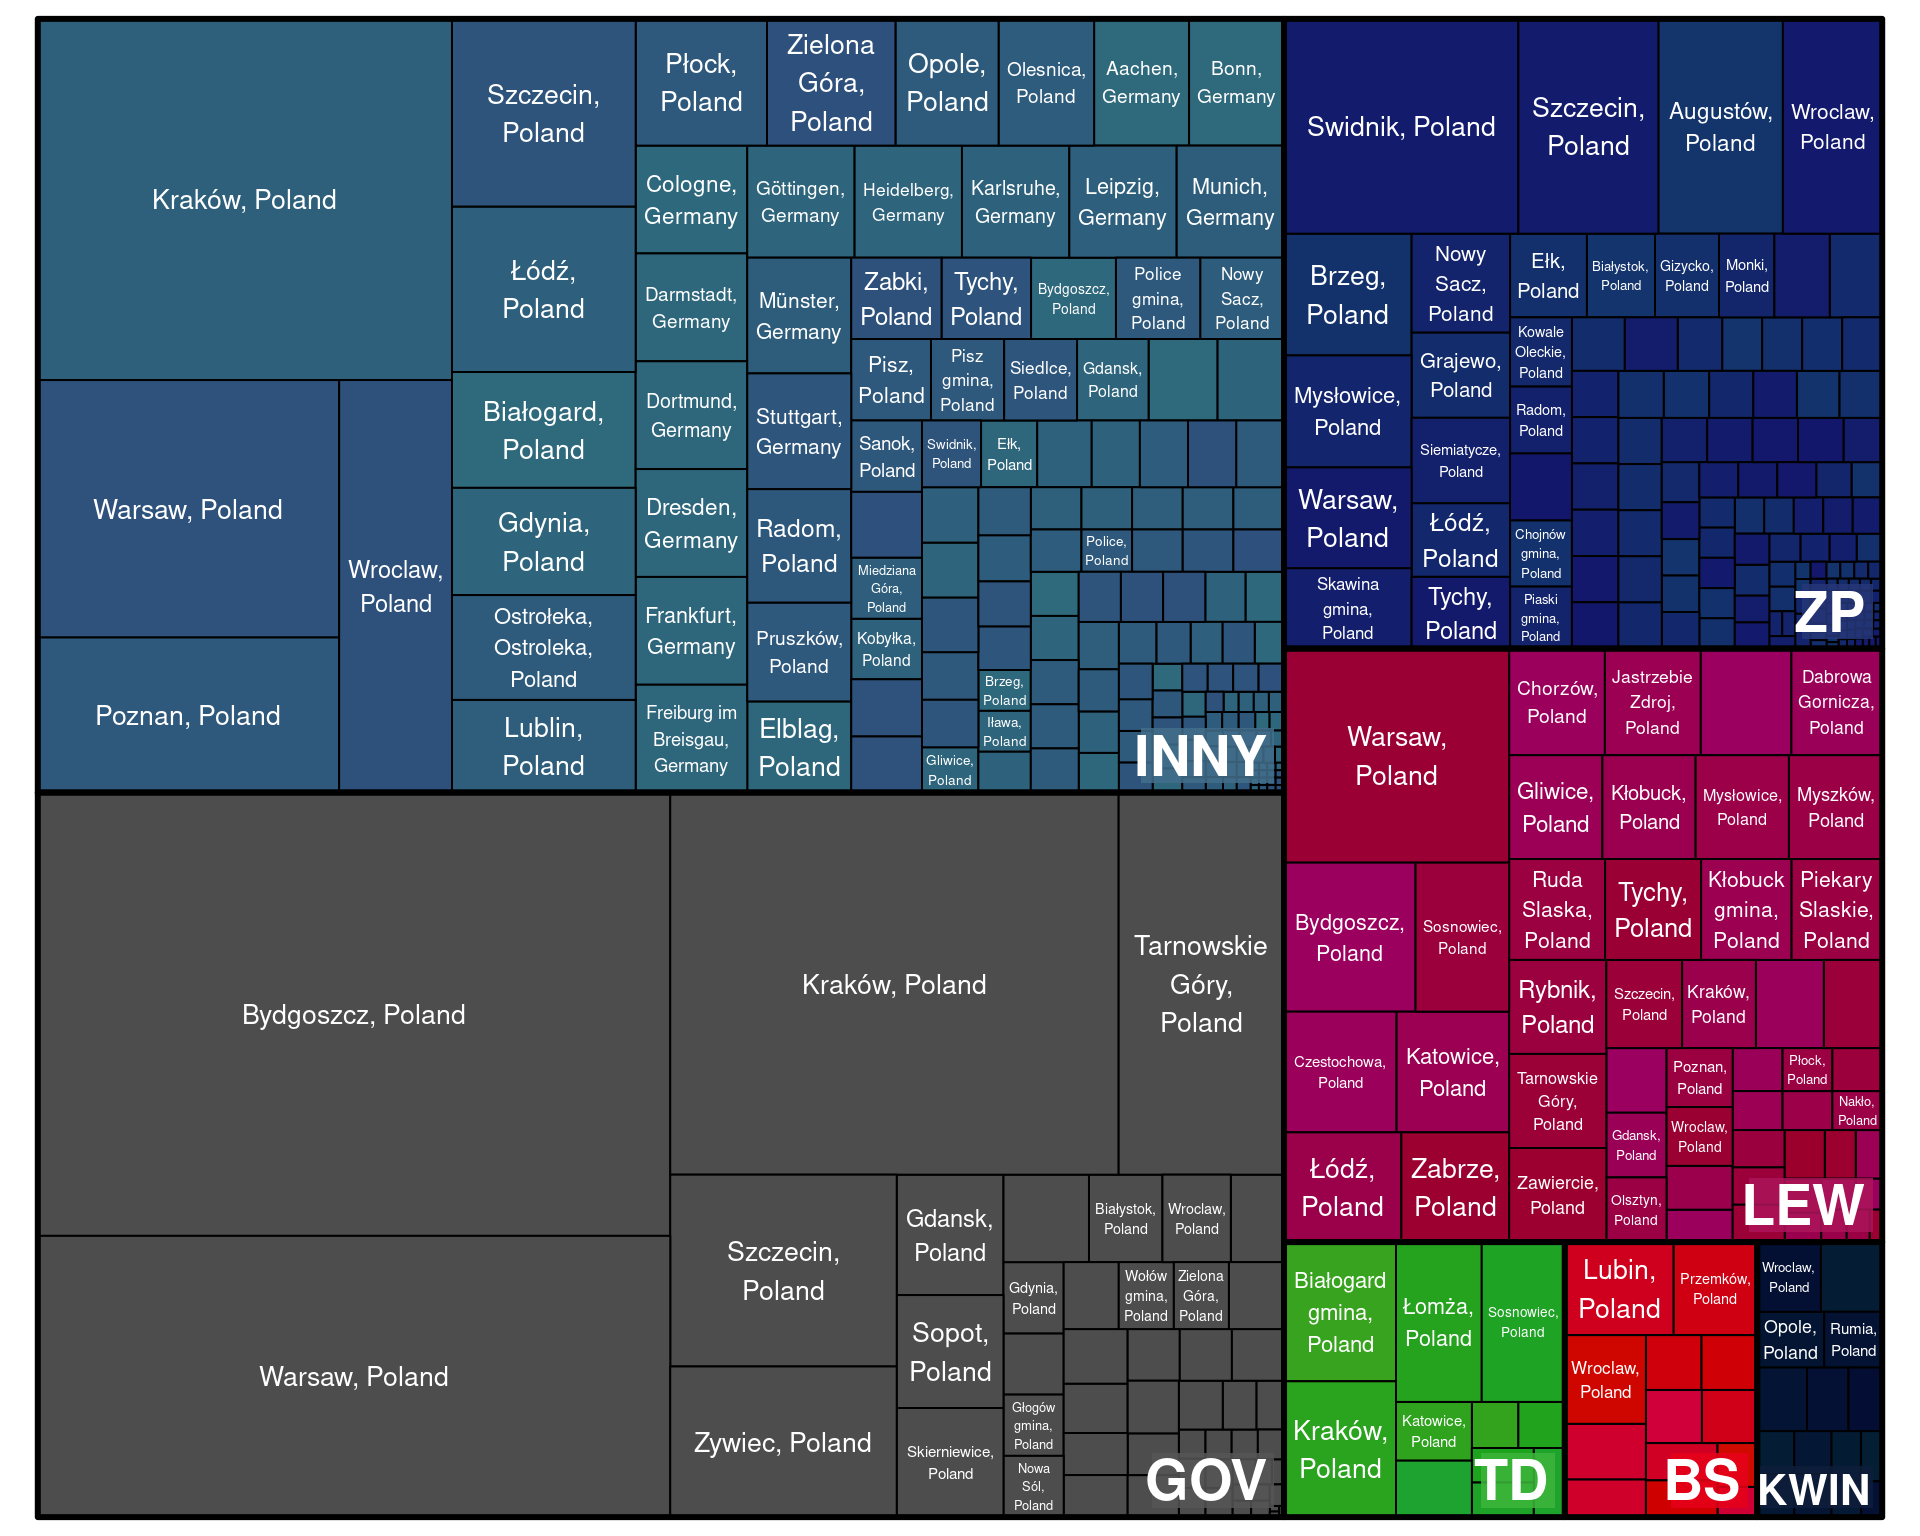 Kraków, Poland
Warsaw, Poland
Poznan, Poland
Wroclaw,
Poland
Szczecin,
Poland
Łódź,
Poland
Białogard,
Poland
Gdynia,
Poland
Ostrołeka,
Ostroleka,
Poland
Lublin,
Poland
Płock,
Poland
Zielona
Góra,
Poland
Opole,
Poland
Olesnica,
Poland
Aachen,
Germany
Bonn,
Germany
Cologne,
Germany
Göttingen,
Germany
Heidelberg,
Germany
Karlsruhe,
Germany
Leipzig,
Germany
Munich,
Germany
Darmstadt,
Germany
Dortmund,
Germany
Dresden,
Germany
Frankfurt,
Germany
Freiburg im
Breisgau,
Germany
Münster,
Germany
Stuttgart,
Germany
Radom,
Poland
Pruszków,
Poland
Elblag,
Poland
Zabki,
Poland
Tychy,
Poland
Bydgoszcz,
Poland
Police
gmina,
Poland
Nowy
Sacz,
Poland
Pisz,
Poland
Pisz
gmina,
Poland
Siedlce,
Poland
Gdansk,
Poland
Sanok,
Poland
Swidnik,
Poland
Ełk,
Poland
Police,
Poland
Miedziana
Góra,
Poland
Kobyłka,
Poland
Brzeg,
Poland
Iława,
Poland
Gliwice,
Poland
INNY
Swidnik, Poland
Szczecin,
Poland
Augustów,
Poland
Wroclaw,
Poland
Brzeg,
Poland
Mysłowice,
Poland
Warsaw,
Poland
Skawina
gmina,
Poland
Nowy
Sacz,
Poland
Grajewo,
Poland
Siemiatycze,
Poland
Łódź,
Poland
Tychy,
Poland
Ełk,
Poland
Białystok,
Poland
Gizycko,
Poland
Monki,
Poland
Kowale
Oleckie,
Poland
Radom,
Poland
Chojnów
gmina,
Poland
Piaski
gmina,
Poland
ZP
Bydgoszcz, Poland
Warsaw, Poland
Kraków, Poland
Tarnowskie
Góry,
Poland
Szczecin,
Poland
Zywiec, Poland
Gdansk,
Poland
Sopot,
Poland
Skierniewice,
Poland
Białystok,
Poland
Wroclaw,
Poland
Gdynia,
Poland
Wołów
gmina,
Poland
Zielona
Góra,
Poland
Głogów
gmina,
Poland
Nowa
Sól,
Poland
GOV
Warsaw,
Poland
Bydgoszcz,
Poland
Sosnowiec,
Poland
Czestochowa,
Poland
Katowice,
Poland
Łódź,
Poland
Zabrze,
Poland
Chorzów,
Poland
Jastrzebie
Zdroj,
Poland
Dabrowa
Gornicza,
Poland
Gliwice,
Poland
Kłobuck,
Poland
Mysłowice,
Poland
Myszków,
Poland
Ruda
Slaska,
Poland
Tychy,
Poland
Kłobuck
gmina,
Poland
Piekary
Slaskie,
Poland
Rybnik,
Poland
Szczecin,
Poland
Kraków,
Poland
Tarnowskie
Góry,
Poland
Zawiercie,
Poland
Poznan,
Poland
Płock,
Poland
Nakło,
Poland
Gdansk,
Poland
Wroclaw,
Poland
Olsztyn,
Poland
LEW
Białogard
gmina,
Poland
Łomża,
Poland
Sosnowiec,
Poland
Kraków,
Poland
Katowice,
Poland
TD
Lubin,
Poland
Przemków,
Poland
Wroclaw,
Poland
BS
Wroclaw,
Poland
Opole,
Poland
Rumia,
Poland
KWIN